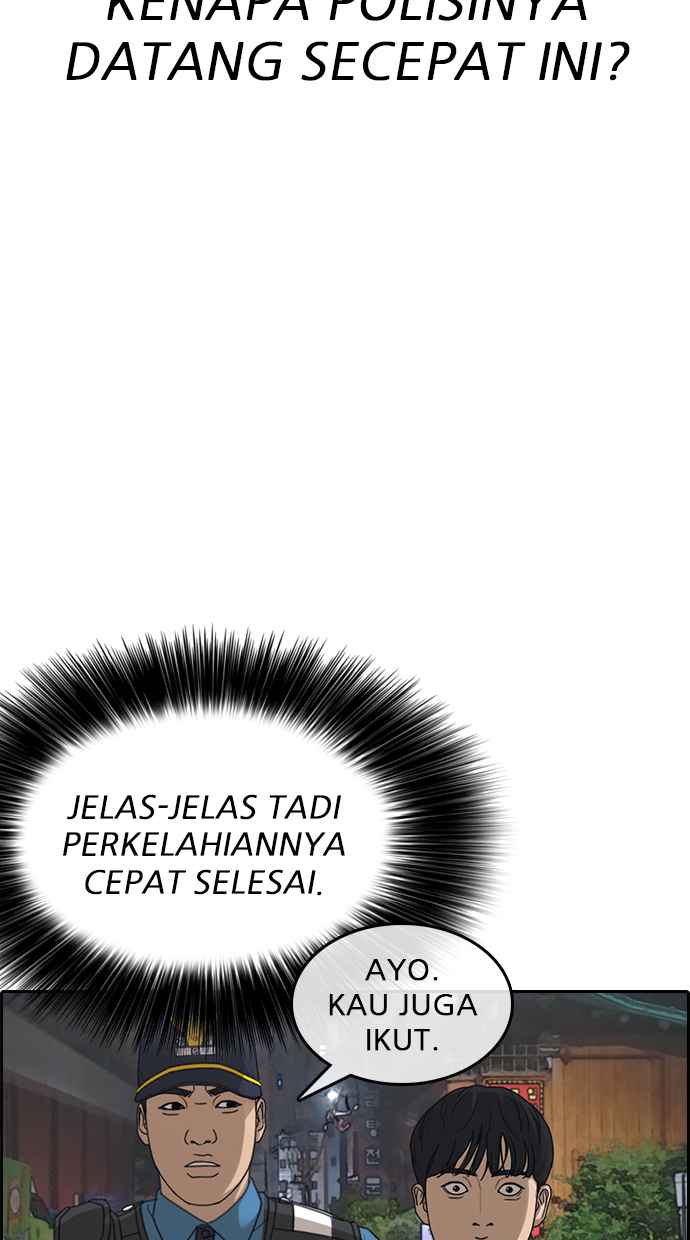 KENAPA POLISINYA
DATANG SECEPAT INI?
JELAS-JELAS TADI
PERKELAHIANNYA
CEPAT SELESAI.
AYO.
KAU JUGA
IKUT.